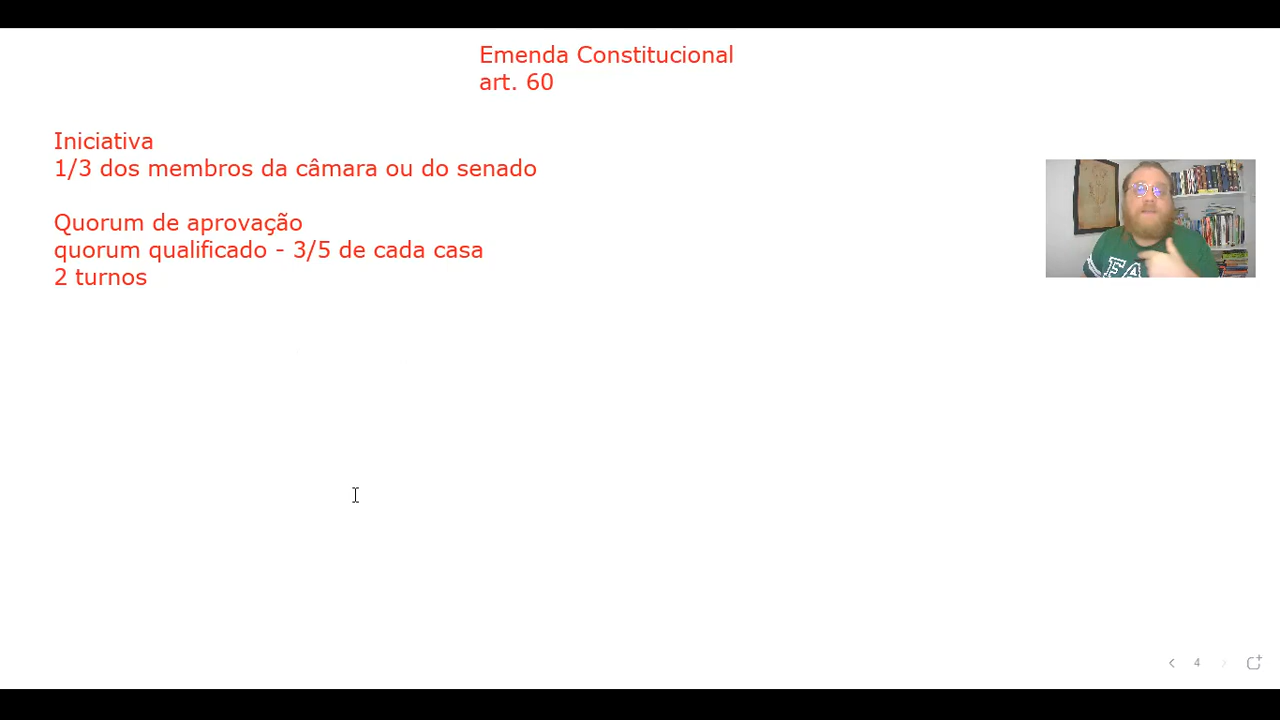 Emenda Constitucional
art. 60
Iniciativa
1/3 dos membros da câmara ou do senado
Quorum de aprovação
quorum qualificado - 3/5 de cada casa
2 turnos
4